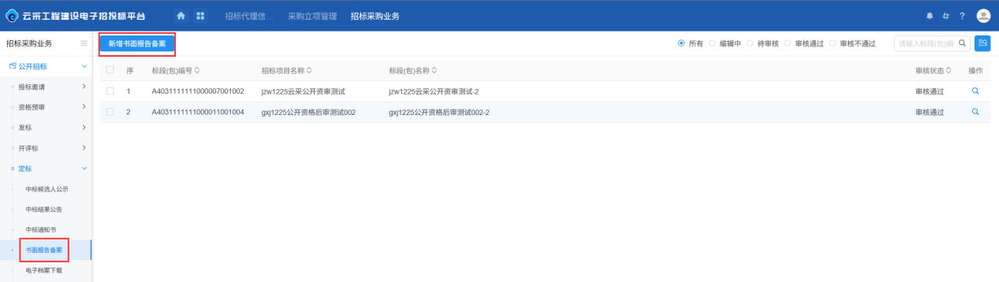 云采工程建设电子招投标平台 招标代理信... 采购立项管理 招标采购业务
招标采购业务
新增书面报告备案 所有 编辑中 待审核 审核通过 审核不通过 请输入标段(包)编
公开招标
序 标段(包)编号 招标项目名称 标段(包)名称 审核状态 操作
投标邀请
1 A4031111111000007001002 jzw1225云采公开资审测试 jzw1225云采公开资审测试-2 审核通过
资格预审
2 A4031111111000011001004 gxj1225公开资格后审测试002 gxj1225公开资格后审测试002-2 审核通过
发标
开评标
定标
中标候选人公示
中标结果公告
中标通知书
书面报告备案
电子档案下载